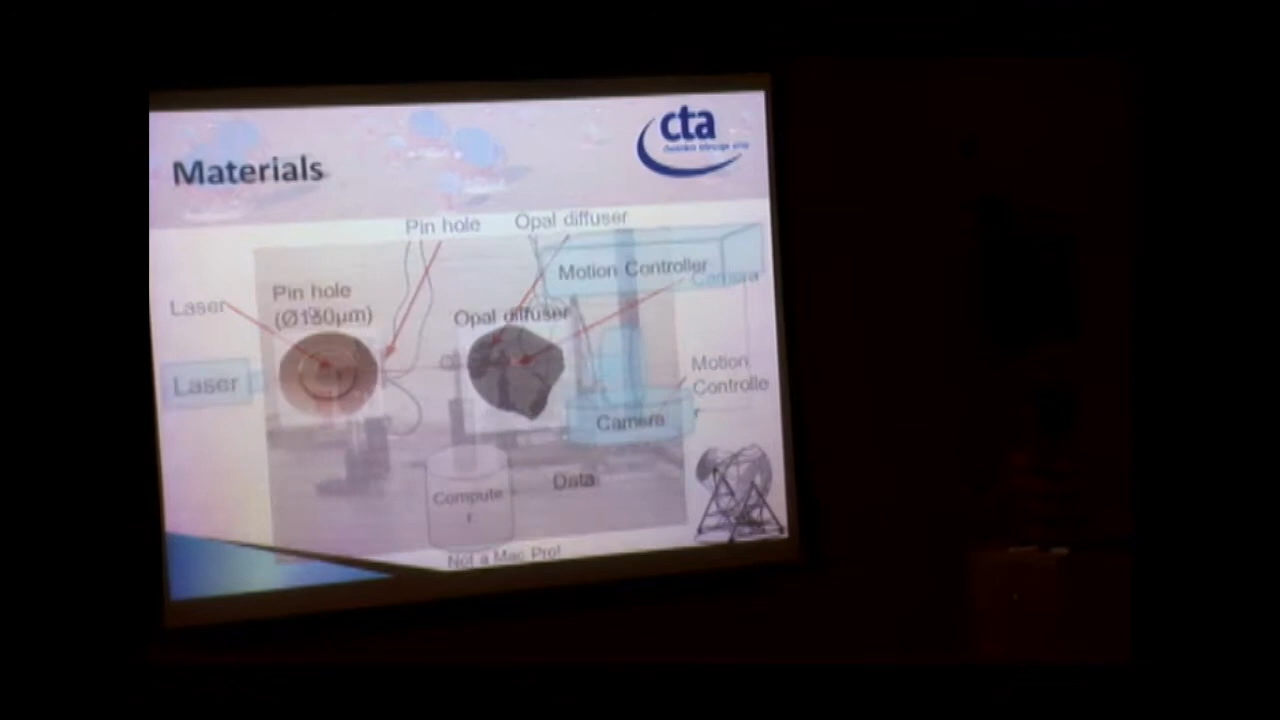 cta
Materials
Pin hole
Opal diffuser
Motion Controller
Camera
Laser
Pin hole
Opal diffuser
Motion
Controlle
r
Laser
Camera
Data
Compute
r
Not a Mac Pro!